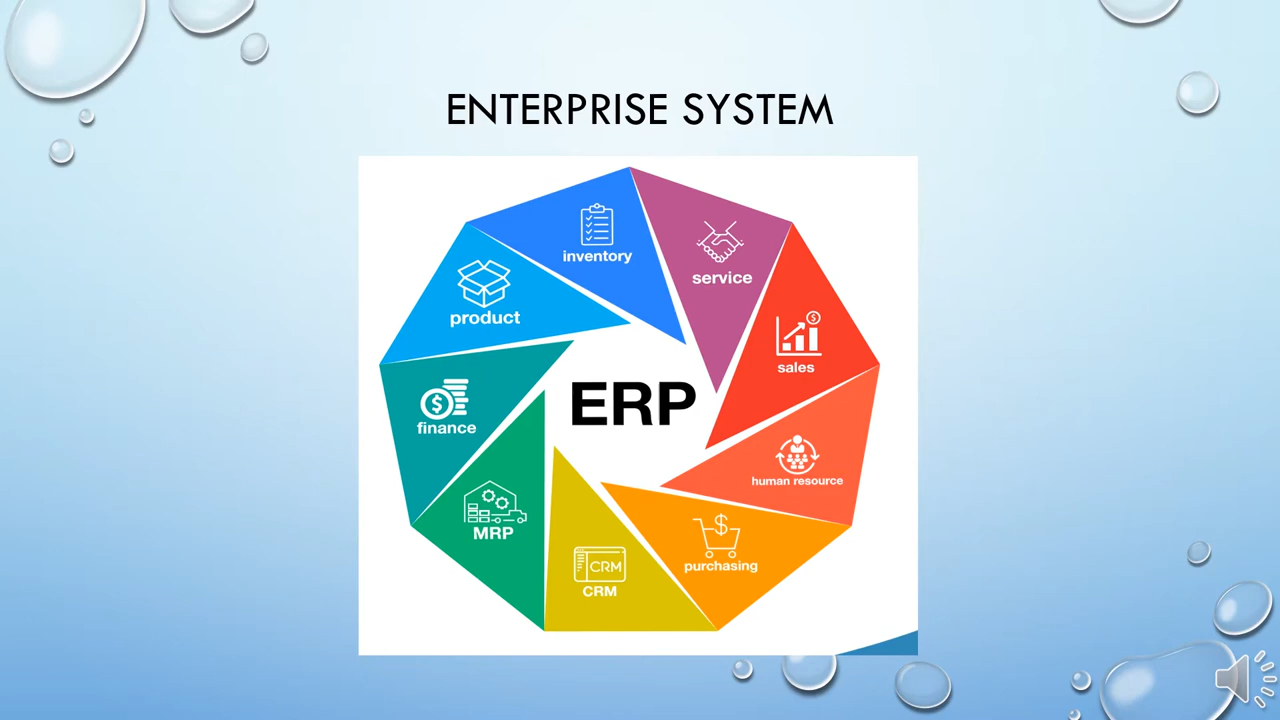 ENTERPRISE SYSTEM
inventory
service
product
sales
ERP
finance
human resource
MRP
purchasing
CRM
CRM
$
$
$